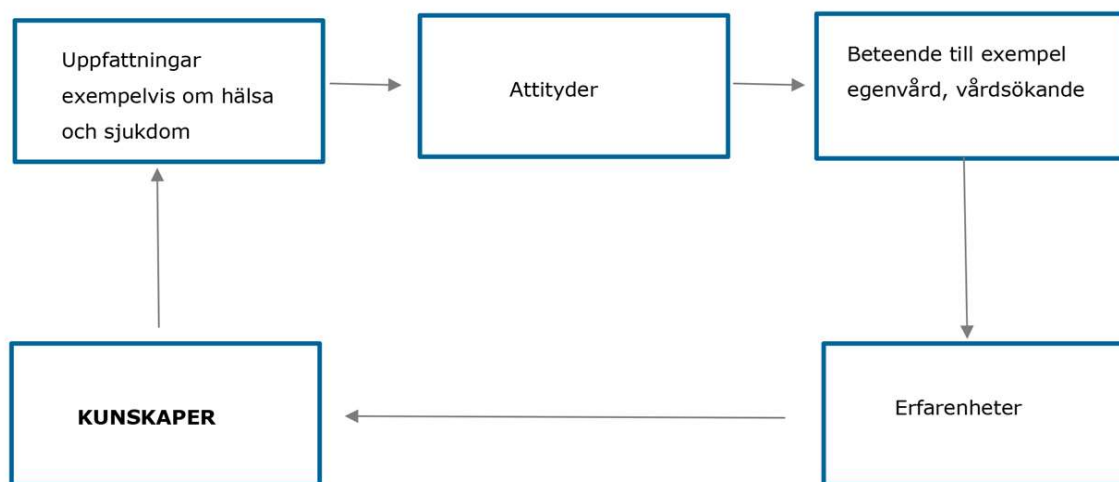 Uppfattningar
exempelvis om hälsa
och sjukdom
Attityder
Beteende till exempel
egenvård, vårdsökande
KUNSKAPER
Erfarenheter